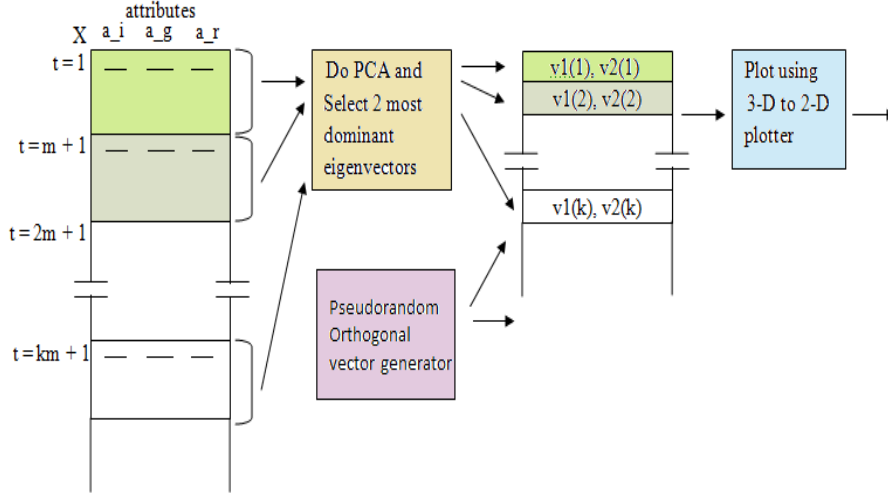 attributes
X a_i a_g a_r
t=1
t=m + 1
t=2m + 1
t=km + 1
Do PCA and
Select 2 most
dominant
eigenvectors
Pseudorandom
Orthogonal
vector generator
v1(1), v2(1)
v1(2), v2(2)
v1(k), v2(k)
Plot using
3-D to 2-D
plotter